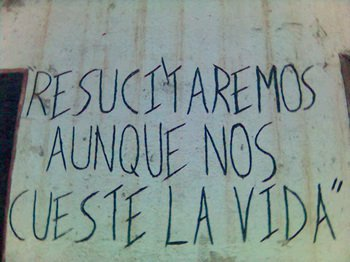 "RESUCITAREMOS
AUNQUE NOS
CUESTE LA VIDA"